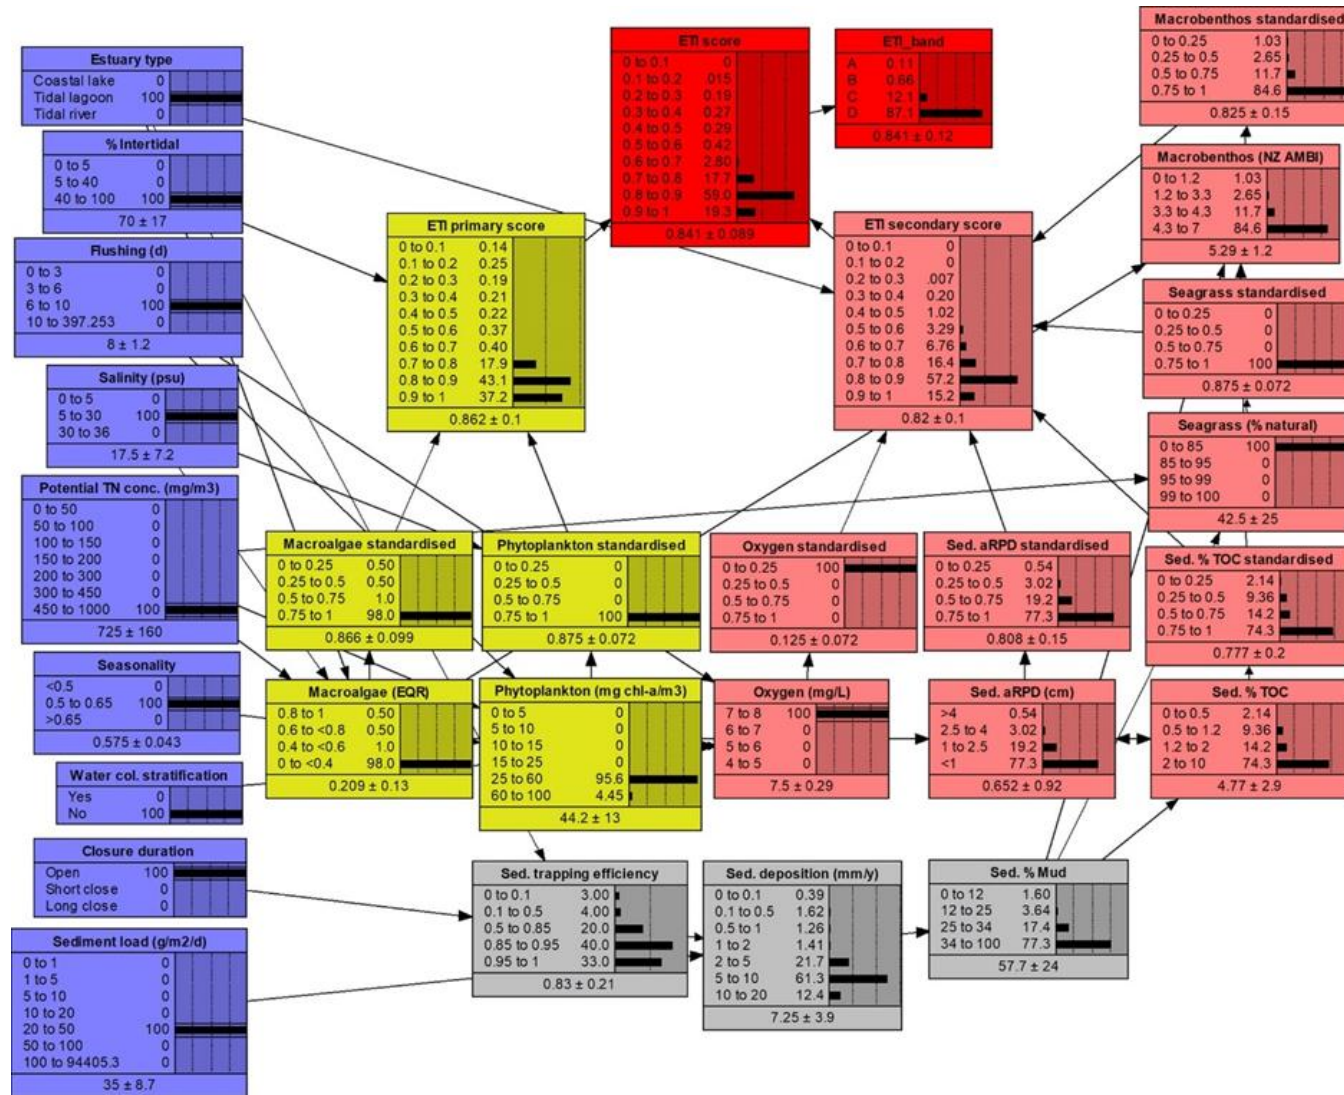 Estuary type
Coastal lake 0
Tidal lagoon 100
Tidal river 0
% Intertidal
0 to 5 0
5 to 40 0
40 to 100 100
70 ± 17
Flushing (d)
0 to 3 0
3 to 6 0
6 to 10 100
10 to 397.253 0
8 ± 1.2
Salinity (psu)
0 to 5 0
5 to 30 100
30 to 36 0
17.5 ± 7.2
Potential TN conc. (mg/m3)
0 to 50 0
50 to 100 0
100 to 150 0
150 to 200 0
200 to 300 0
300 to 450 0
450 to 1000 100
725 ± 160
Seasonality
<0.5 0
0.5 to 0.65 100
>0.65 0
0.575 ± 0.043
Water col. stratification
Yes 0
No 100
Closure duration
Open 100
Short close 0
Long close 0
Sediment load (g/m2/d)
0 to 1 0
1 to 5 0
5 to 10 0
10 to 20 0
20 to 50 100
50 to 100 0
100 to 94405.3 0
35 ± 8.7
ETI score
0 to 0.1 0
0.1 to 0.2 .015
0.2 to 0.3 0.19
0.3 to 0.4 0.27
0.4 to 0.5 0.29
0.5 to 0.6 0.42
0.6 to 0.7 2.80
0.7 to 0.8 17.7
0.8 to 0.9 59.0
0.9 to 1 19.3
0.841 ± 0.089
ETI_band
A 0.11
B 0.66
C 12.1
D 87.1
0.841 ± 0.12
ETI primary score
0 to 0.1 0.14
0.1 to 0.2 0.25
0.2 to 0.3 0.19
0.3 to 0.4 0.21
0.4 to 0.5 0.22
0.5 to 0.6 0.37
0.6 to 0.7 0.40
0.7 to 0.8 17.9
0.8 to 0.9 43.1
0.9 to 1 37.2
0.862 ± 0.1
ETI secondary score
0 to 0.1 0
0.1 to 0.2 0
0.2 to 0.3 .007
0.3 to 0.4 0.20
0.4 to 0.5 1.02
0.5 to 0.6 3.29
0.6 to 0.7 6.76
0.7 to 0.8 16.4
0.8 to 0.9 57.2
0.9 to 1 15.2
0.82 ± 0.1
Macrobenthos standardised
0 to 0.25 1.03
0.25 to 0.5 2.65
0.5 to 0.75 11.7
0.75 to 1 84.6
0.825 ± 0.15
Macrobenthos (NZ AMBI)
0 to 1.2 1.03
1.2 to 3.3 2.65
3.3 to 4.3 11.7
4.3 to 7 84.6
5.29 ± 1.2
Seagrass standardised
0 to 0.25 0
0.25 to 0.5 0
0.5 to 0.75 0
0.75 to 1 100
0.875 ± 0.072
Seagrass (% natural)
0 to 85 100
85 to 95 0
95 to 99 0
99 to 100 0
42.5 ± 25
Macroalgae standardised
0 to 0.25 0.50
0.25 to 0.5 0.50
0.5 to 0.75 1.0
0.75 to 1 98.0
0.866 ± 0.099
Phytoplankton standardised
0 to 0.25 0
0.25 to 0.5 0
0.5 to 0.75 0
0.75 to 1 100
0.875 ± 0.072
Oxygen standardised
0 to 0.25 100
0.25 to 0.5 0
0.5 to 0.75 0
0.75 to 1 0
0.125 ± 0.072
Sed. aRPD standardised
0 to 0.25 0.54
0.25 to 0.5 3.02
0.5 to 0.75 19.2
0.75 to 1 77.3
0.808 ± 0.15
Sed. % TOC standardised
0 to 0.25 2.14
0.25 to 0.5 9.36
0.5 to 0.75 14.2
0.75 to 1 74.3
0.777 ± 0.2
Macroalgae (EQR)
0.8 to 1 0.50
0.6 to <0.8 0.50
0.4 to <0.6 1.0
0 to <0.4 98.0
0.209 ± 0.13
Phytoplankton (mg chl-a/m3)
0 to 5 0
5 to 10 0
10 to 15 0
15 to 25 0
25 to 60 95.6
60 to 100 4.45
44.2 ± 13
Oxygen (mg/L)
7 to 8 100
6 to 7 0
5 to 6 0
4 to 5 0
7.5 ± 0.29
Sed. aRPD (cm)
>4 0.54
2.5 to 4 3.02
1 to 2.5 19.2
<1 77.3
0.652 ± 0.92
Sed. % TOC
0 to 0.5 2.14
0.5 to 1.2 9.36
1.2 to 2 14.2
2 to 10 74.3
4.77 ± 2.9
Sed. trapping efficiency
0 to 0.1 3.00
0.1 to 0.5 4.00
0.5 to 0.85 20.0
0.85 to 0.95 40.0
0.95 to 1 33.0
0.83 ± 0.21
Sed. deposition (mm/y)
0 to 0.1 0.39
0.1 to 0.5 1.62
0.5 to 1 1.26
1 to 2 1.41
2 to 5 21.7
5 to 10 61.3
10 to 20 12.4
7.25 ± 3.9
Sed. % Mud
0 to 12 1.60
12 to 25 3.64
25 to 34 17.4
34 to 100 77.3
57.7 ± 24